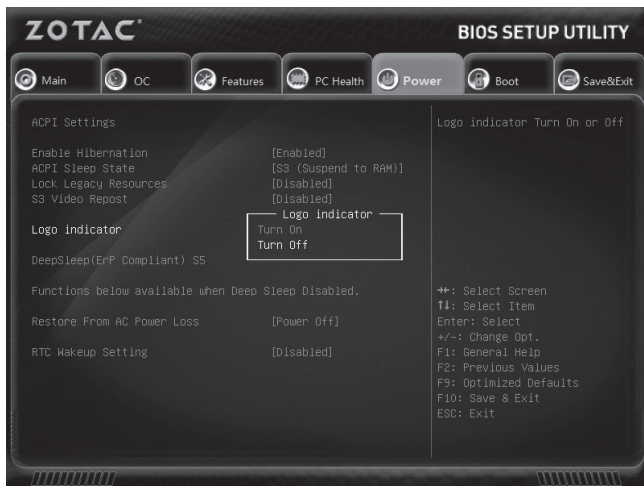 ZOTAC
BIOS SETUP UTILITY
Main OC Features PC Health Power Boot Save&Exit
ACPI Settings
Enable Hibernation [Enabled]
ACPI Sleep State [S3 (Suspend to RAM)]
Lock Legacy Resources [Disabled]
S3 Video Repost [Disabled]
Logo indicator
Logo indicator
Turn On
Turn Off
DeepSleep(ErP Compliant) S5
Functions below available when Deep Sleep Disabled.
Restore From AC Power Loss [Power Off]
RTC Wakeup Setting [Disabled]
Logo indicator Turn On or Off
→←: Select Screen
↑↓: Select Item
Enter: Select
+/-: Change Opt.
F1: General Help
F2: Previous Values
F9: Optimized Defaults
F10: Save & Exit
ESC: Exit